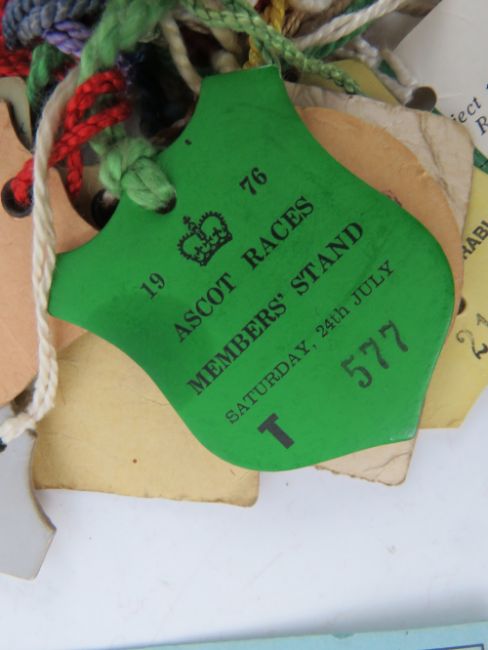 19 76
ASCOT RACES
MEMBERS' STAND
SATURDAY, 24th JULY
T 577